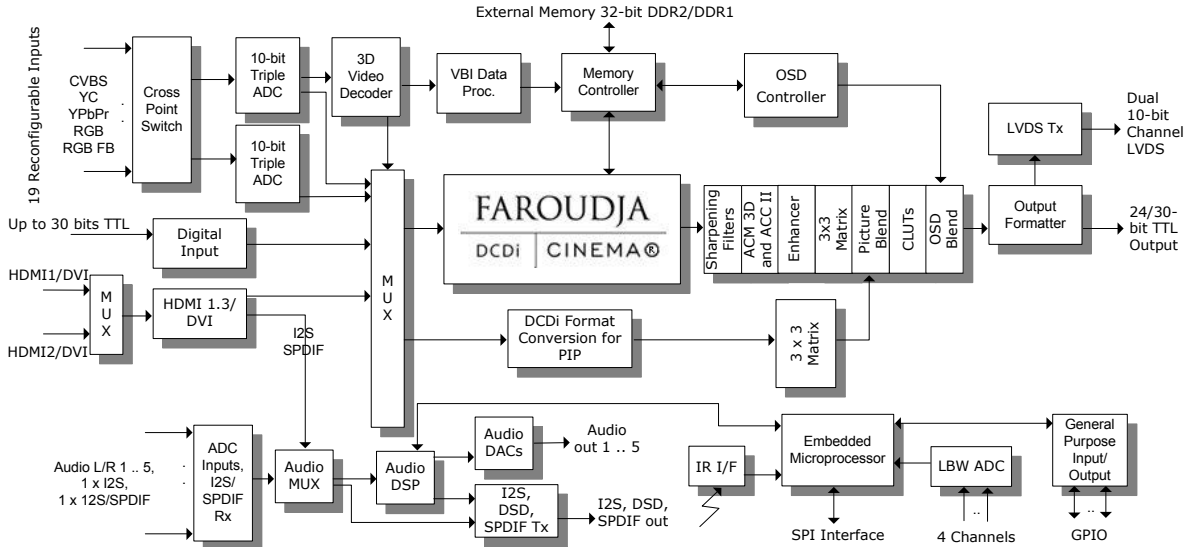 External Memory 32-bit DDR2/DDR1
19 Reconfigurable Inputs
CVBS
YC
YPbPr
RGB
RGB FB
Cross
Point
Switch
10-bit
Triple
ADC
10-bit
Triple
ADC
3D
Video
Decoder
VBI Data
Proc.
Memory
Controller
OSD
Controller
LVDS Tx
Dual
10-bit
Channel
LVDS
Up to 30 bits TTL
Digital
Input
HDMI1/DVI
HDMI2/DVI
M
U
X
HDMI 1.3/
DVI
I2S
SPDIF
M
U
X
FAROUDJA
DCDi CINEMA®
Sharpening
Filters
ACM 3D
and ACC II
Enhancer
3x3
Matrix
Picture
Blend
CLUTs
OSD
Blend
Output
Formatter
24/30-
bit TTL
Output
DCDi Format
Conversion for
PIP
3 x 3
Matrix
Audio L/R 1 .. 5,
1 x I2S,
1 x 12S/SPDIF
ADC
Inputs,
I2S/
SPDIF
Rx
Audio
MUX
Audio
DSP
Audio
DACs
Audio
out 1 .. 5
I2S,
DSD,
SPDIF Tx
I2S, DSD,
SPDIF out
IR I/F
Embedded
Microprocessor
SPI Interface
LBW ADC
..
4 Channels
General
Purpose
Input/
Output
..
GPIO